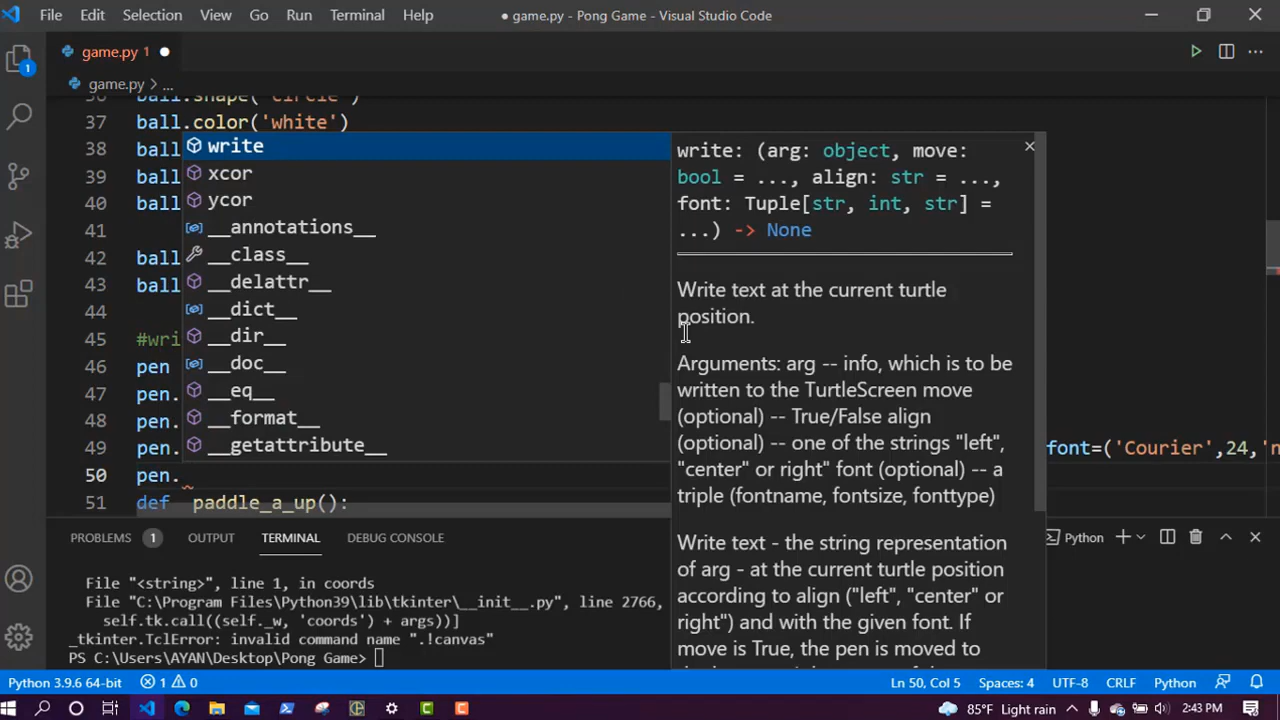 File Edit Selection View Go Run Terminal Help
● game.py - Pong Game - Visual Studio Code
game.py 1 ●
1
game.py > ...
36 ball.shape('circle')
37 ball.color('white')
38 ball
39 ball
40 ball
41
42 ball
43 ball
44
45 #wri
46 pen
47 pen.
48 pen.
49 pen. font=('Courier',24,'n
50 pen.
51 def paddle_a_up():
write
xcor
ycor
__annotations__
__class__
__delattr__
__dict__
__dir__
__doc__
__eq__
__format__
__getattribute__
write: (arg: object, move:
bool = ..., align: str = ...,
font: Tuple[str, int, str] =
...) -> None
Write text at the current turtle
position.
Arguments: arg -- info, which is to be
written to the TurtleScreen move
(optional) -- True/False align
(optional) -- one of the strings "left",
"center" or right" font (optional) -- a
triple (fontname, fontsize, fonttype)
Write text - the string representation
of arg - at the current turtle position
according to align ("left", "center" or
right") and with the given font. If
move is True, the pen is moved to
PROBLEMS 1 OUTPUT TERMINAL DEBUG CONSOLE
Python
File "<string>", line 1, in coords
File "C:\Program Files\Python39\lib\tkinter\__init__.py", line 2766,
self.tk.call((self._w, 'coords') + args))]
_tkinter.TclError: invalid command name ".!canvas"
PS C:\Users\AYAN\Desktop\Pong Game>
Python 3.9.6 64-bit 1 0 Ln 50, Col 5 Spaces: 4 UTF-8 CRLF Python
85°F Light rain 2:43 PM